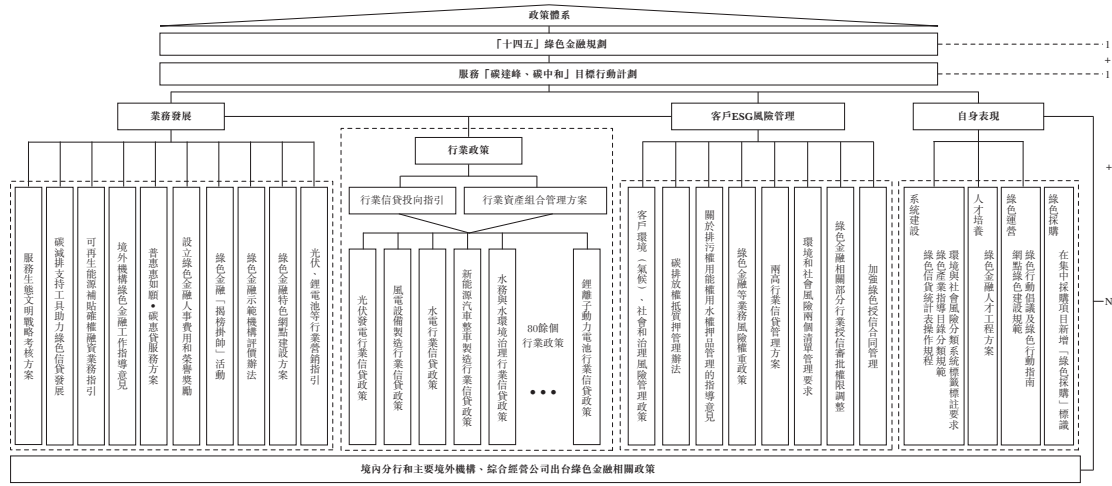 政策體系
「十四五」綠色金融規劃
1
+
服務「碳達峰、碳中和」目標行動計劃
1
業務發展
客戶ESG風險管理
自身表現
行業政策
+
行業信貸投向指引
行業資產組合管理方案
服務生態文明戰略考核方案
碳減排支持工具助力綠色信貸發展
可再生能源補貼確權融資業務指引
境外機構綠色金融工作指導意見
普惠惠如願•碳惠貸服務方案
設立綠色金融人事費用和榮譽獎勵
綠色金融「揭榜掛帥」活動
綠色金融示範機構評價辦法
綠色金融特色網點建設方案
光伏、鋰電池等行業營銷指引
光伏發電行業信貸政策
風電設備製造行業信貸政策
水電行業信貸政策
新能源汽車整車製造行業信貸政策
水務與水環境治理行業信貸政策
80餘個
行業政策
•••
鋰離子動力電池行業信貸政策
客戶環境（氣候）、社會和治理風險管理政策
碳排放權抵質押管理辦法
關於排污權用能權用水權押品管理的指導意見
綠色金融等業務風險權重政策
兩高行業信貸管理方案
環境和社會風險兩個清單管理要求
綠色金融相關部分行業授信審批權限調整
加強綠色授信合同管理
系統建設
環境與社會風險分類系統標籤標註要求
綠色產業指導目錄分類規範
綠色信貸統計表操作規程
人才培養
綠色金融人才工程方案
綠色運營
綠色行動倡議及綠色行動指南
網點綠色建設規範
綠色採購
在集中採購項目新增「綠色採購」標識
N
境內分行和主要境外機構、綜合經營公司出台綠色金融相關政策